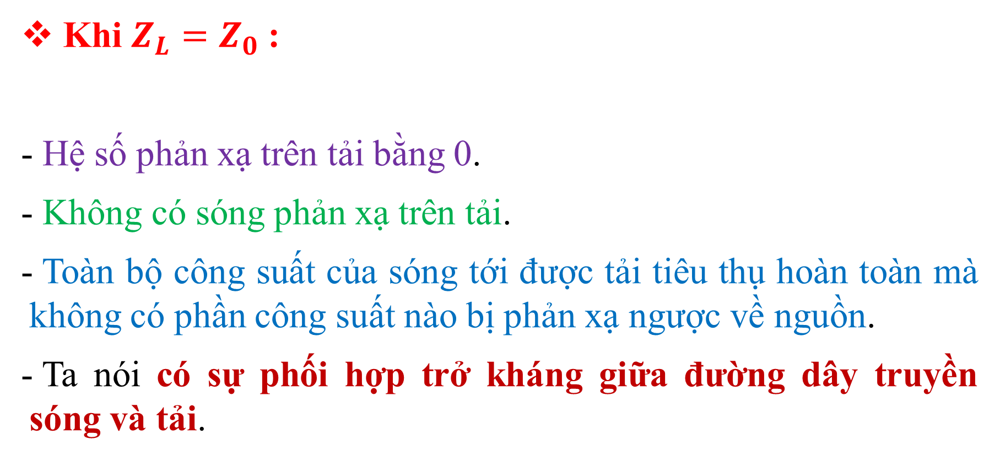 ❖ Khi Z_L = Z_0 :
- Hệ số phản xạ trên tải bằng 0.
- Không có sóng phản xạ trên tải.
- Toàn bộ công suất của sóng tới được tải tiêu thụ hoàn toàn mà
không có phần công suất nào bị phản xạ ngược về nguồn.
- Ta nói có sự phối hợp trở kháng giữa đường dây truyền
sóng và tải.